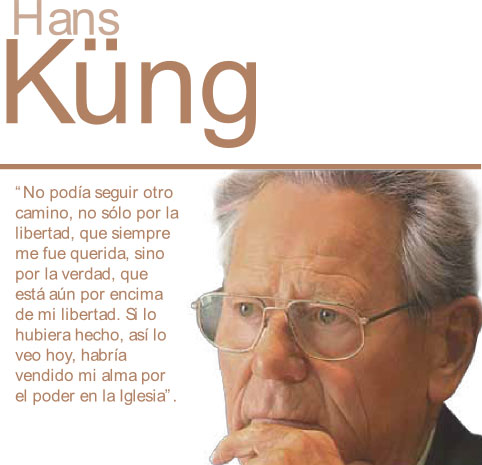 Hans
Küng
“No podía seguir otro
camino, no sólo por la
libertad, que siempre
me fue querida, sino
por la verdad, que
está aún por encima
de mi libertad. Si lo
hubiera hecho, así lo
veo hoy, habría
vendido mi alma por
el poder en la Iglesia”.